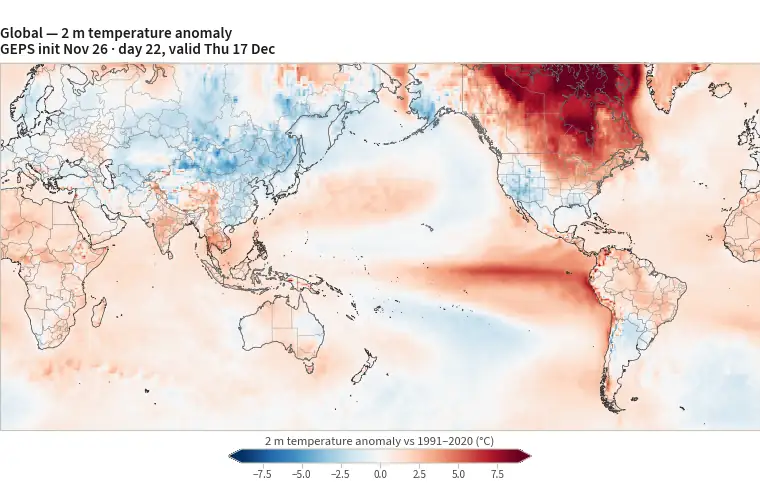 Global — 2 m temperature anomaly
GEPS init Nov 26 · day 22, valid Thu 17 Dec
2 m temperature anomaly vs 1991–2020 (°C)
−7.5 −5.0 −2.5 0.0 2.5 5.0 7.5